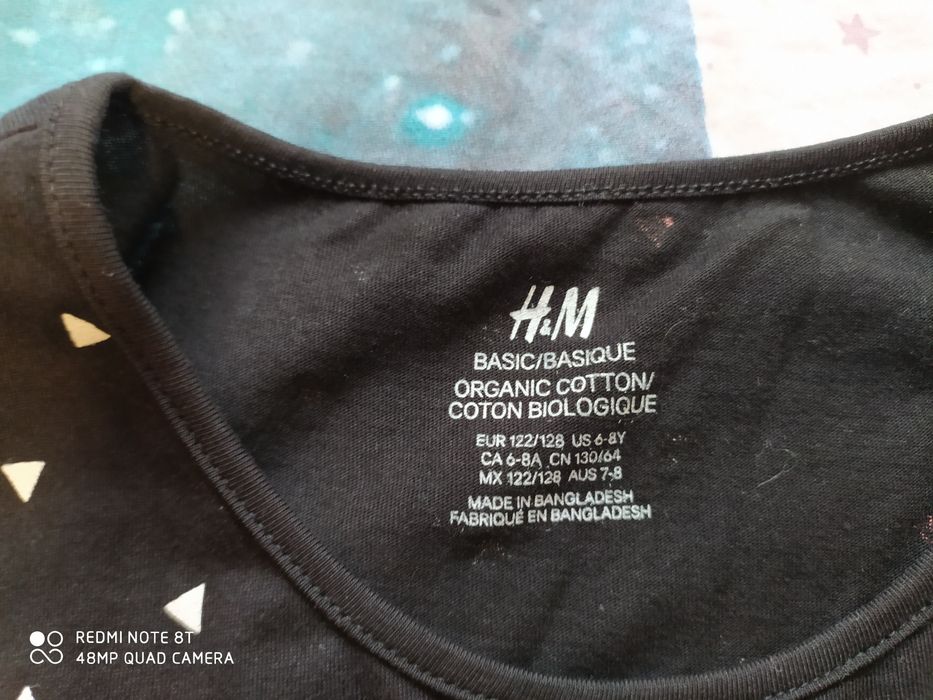 H&M
BASIC/BASIQUE
ORGANIC COTTON/
COTON BIOLOGIQUE
EUR 122/128 US 6-8Y
CA 6-8A CN 130/64
MX 122/128 AUS 7-8
MADE IN BANGLADESH
FABRIQUÉ EN BANGLADESH
REDMI NOTE 8T
48MP QUAD CAMERA